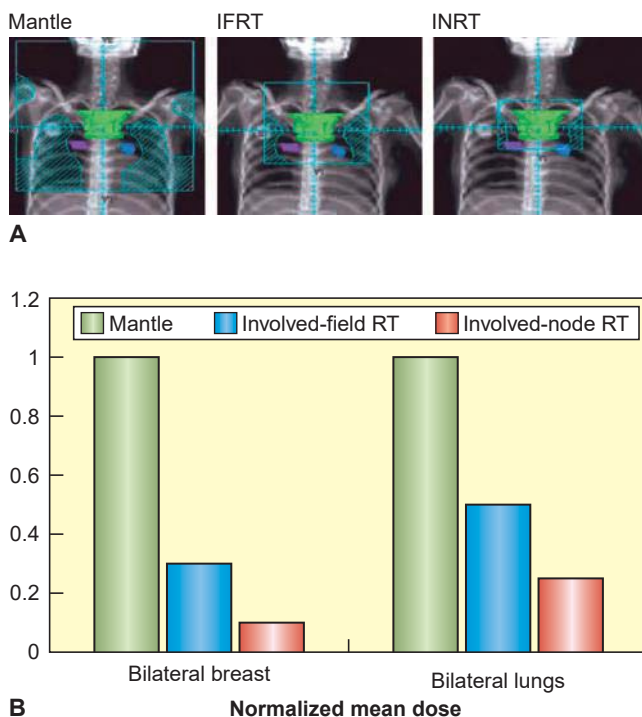 Mantle IFRT INRT
A
1.2
Mantle Involved-field RT Involved-node RT
1
0.8
0.6
0.4
0.2
0
Bilateral breast Bilateral lungs
B Normalized mean dose